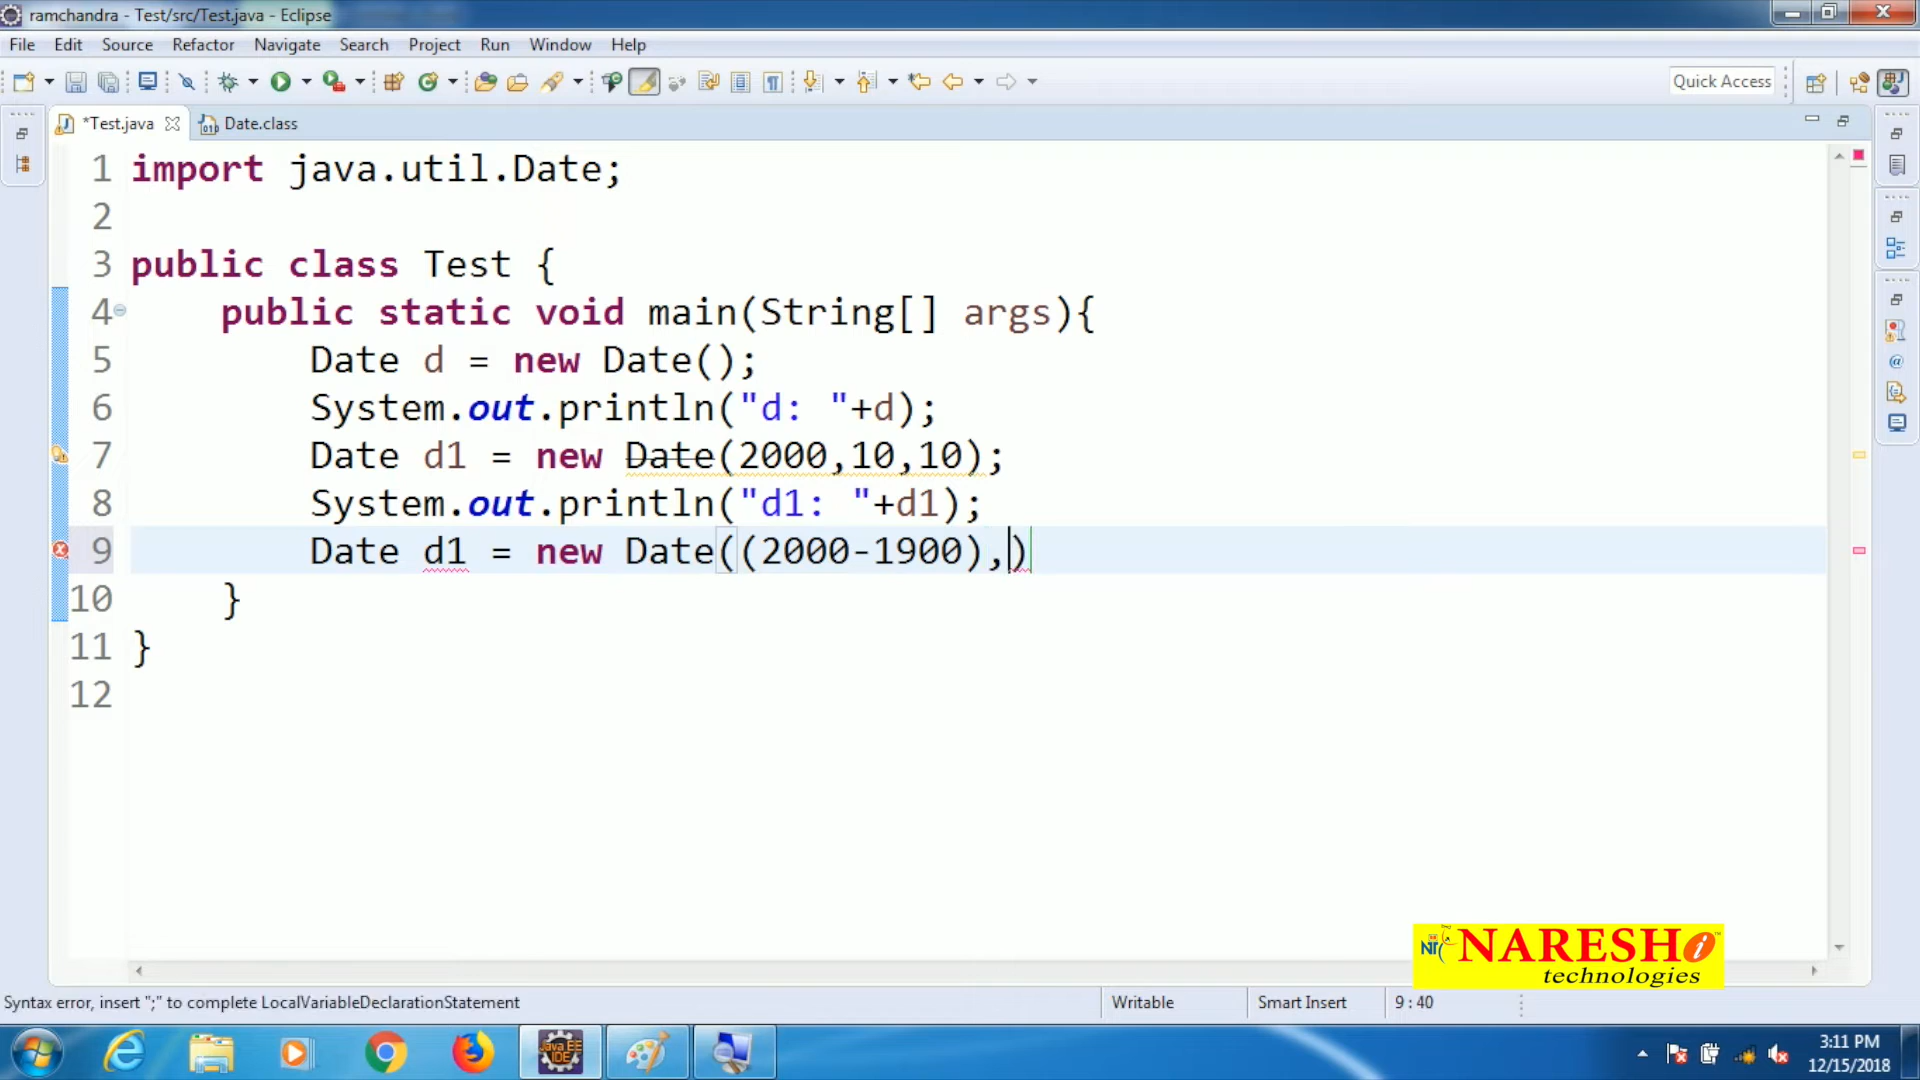 ramchandra - Test/src/Test.java - Eclipse
File Edit Source Refactor Navigate Search Project Run Window Help
Quick Access
*Test.java Date.class
1 import java.util.Date;
2
3 public class Test {
4 public static void main(String[] args){
5 Date d = new Date();
6 System.out.println("d: "+d);
7 Date d1 = new Date(2000,10,10);
8 System.out.println("d1: "+d1);
9 Date d1 = new Date((2000-1900),)
10 }
11 }
12
NARESH i
technologies
Syntax error, insert ";" to complete LocalVariableDeclarationStatement
Writable Smart Insert 9 : 40
Java EE
IDE
3:11 PM
12/15/2018